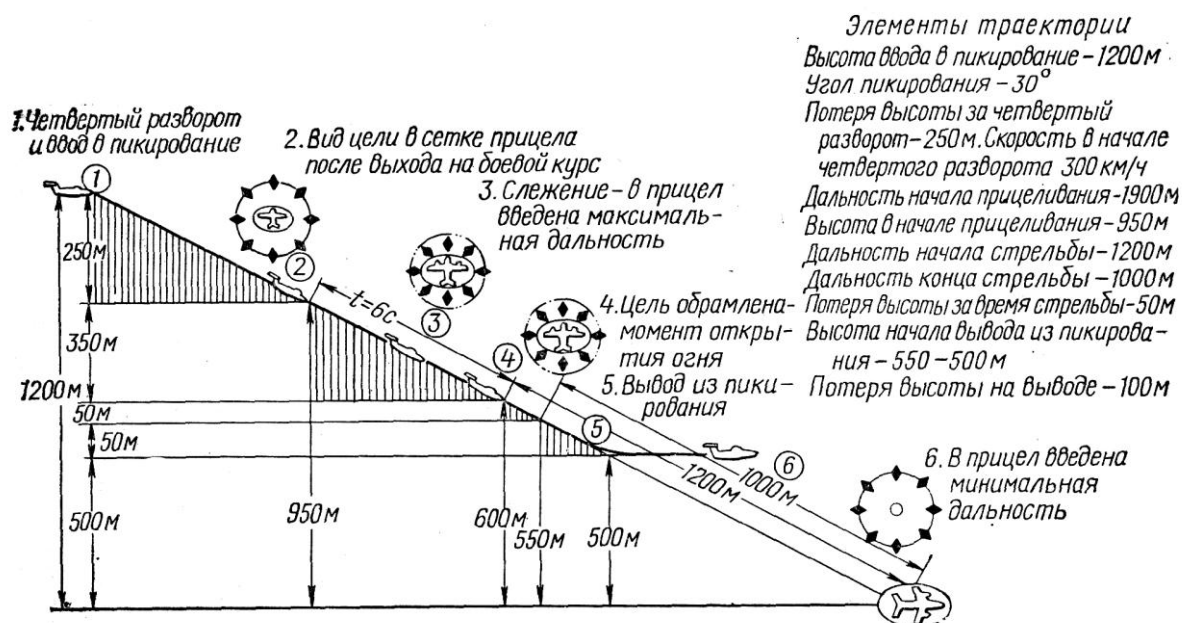 Элементы траектории
Высота ввода в пикирование – 1200м
Угол пикирования – 30°
Потеря высоты за четвертый
разворот – 250м. Скорость в начале
четвертого разворота 300 км/ч
Дальность начала прицеливания – 1900м
Высота в начале прицеливания – 950м
Дальность начала стрельбы – 1200м
Дальность конца стрельбы – 1000м
Потеря высоты за время стрельбы – 50м
Высота начала вывода из пикирова-
ния – 550 – 500 м
Потеря высоты на выводе – 100м
1. Четвертый разворот
и ввод в пикирование
2. Вид цели в сетке прицела
после выхода на боевой курс
3. Слежение – в прицел
введена максималь-
ная дальность
4. Цель обрамлена –
момент откры-
тия огня
5. Вывод из пики-
рования
6. В прицел введена
минимальная
дальность
1
2
3
4
5
6
t=6с
250м
350м
1200м
50м
50м
500м
950м
600м
550м
500м
1200м
1000м